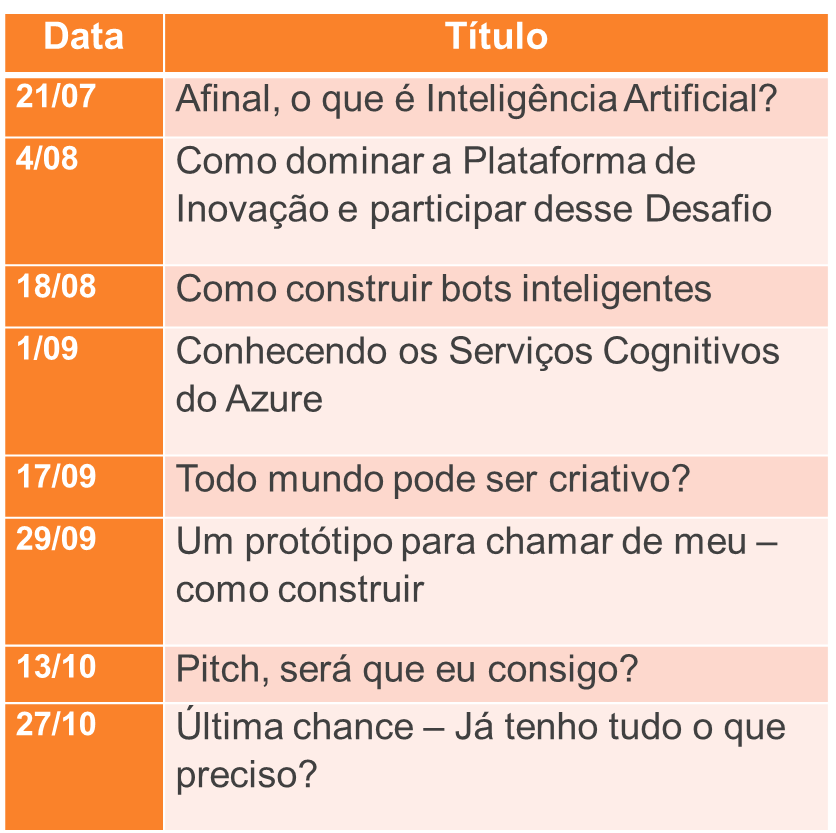 Data Título
21/07 Afinal, o que é Inteligência Artificial?
4/08 Como dominar a Plataforma de
Inovação e participar desse Desafio
18/08 Como construir bots inteligentes
1/09 Conhecendo os Serviços Cognitivos
do Azure
17/09 Todo mundo pode ser criativo?
29/09 Um protótipo para chamar de meu –
como construir
13/10 Pitch, será que eu consigo?
27/10 Última chance – Já tenho tudo o que
preciso?